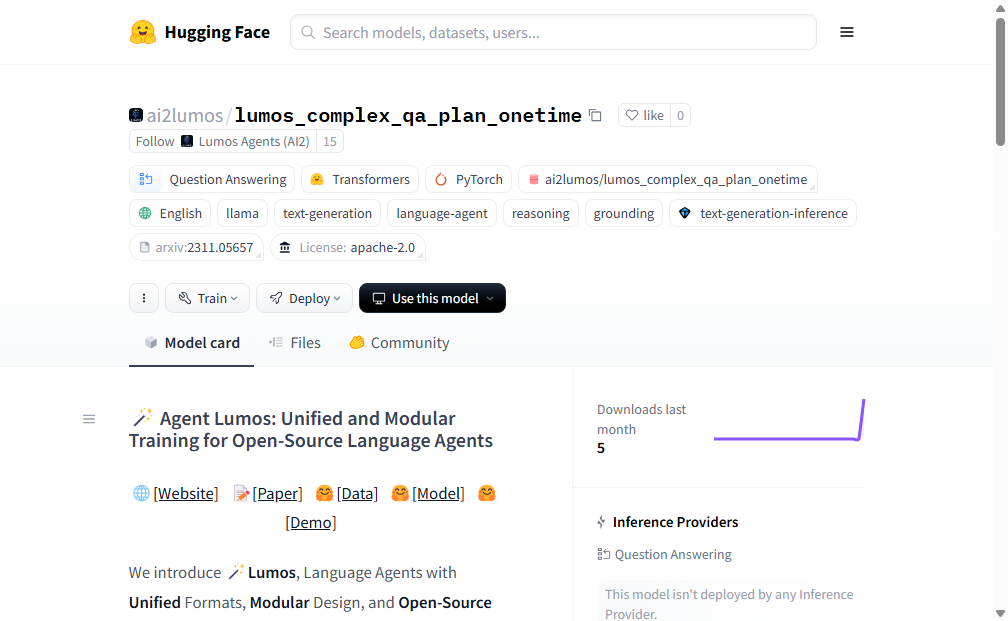 Hugging Face
Search models, datasets, users...
ai2lumos/lumos_complex_qa_plan_onetime
like 0
Follow Lumos Agents (AI2) 15
Question Answering Transformers PyTorch ai2lumos/lumos_complex_qa_plan_onetime
English llama text-generation language-agent reasoning grounding text-generation-inference
arxiv:2311.05657 License: apache-2.0
Train Deploy Use this model
Model card Files Community
Agent Lumos: Unified and Modular
Training for Open-Source Language Agents
[Website] [Paper] [Data] [Model]
[Demo]
We introduce Lumos, Language Agents with
Unified Formats, Modular Design, and Open-Source
Downloads last
month
5
Inference Providers
Question Answering
This model isn't deployed by any Inference
Provider.